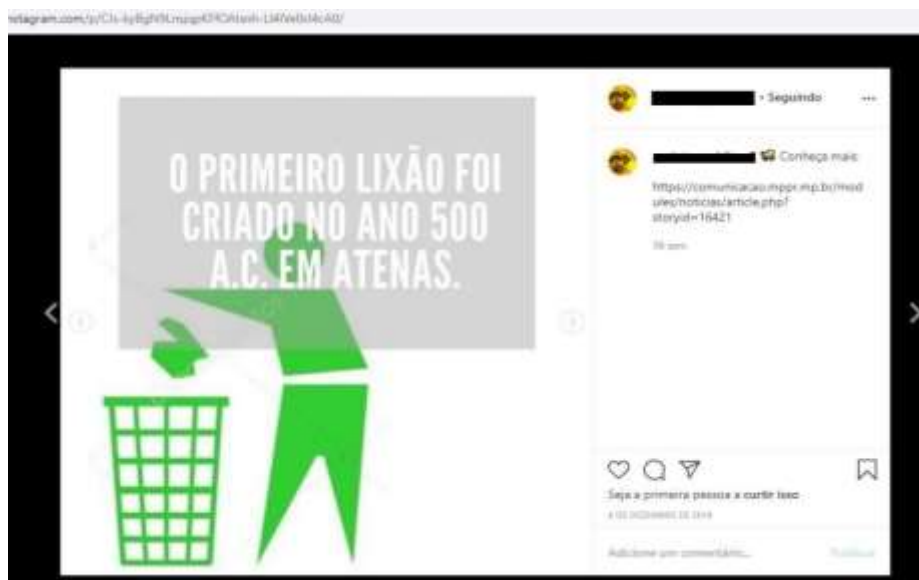 O PRIMEIRO LIXÃO FOI
CRIADO NO ANO 500
A.C. EM ATENAS.
• Seguindo
Conheça mais
https://comunicacao.mppr.mp.br/mod
ules/noticias/article.php?
storyid=16421
Seja a primeira pessoa a curtir isso
Adicione um comentário...
Publicar